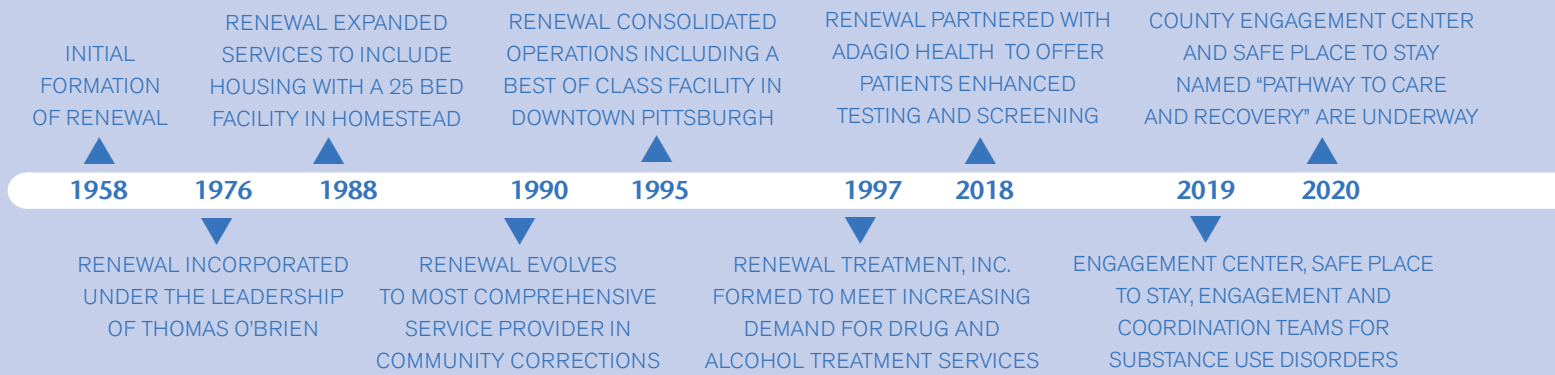 INITIAL
FORMATION
OF RENEWAL
RENEWAL EXPANDED
SERVICES TO INCLUDE
HOUSING WITH A 25 BED
FACILITY IN HOMESTEAD
RENEWAL CONSOLIDATED
OPERATIONS INCLUDING A
BEST OF CLASS FACILITY IN
DOWNTOWN PITTSBURGH
RENEWAL PARTNERED WITH
ADAGIO HEALTH TO OFFER
PATIENTS ENHANCED
TESTING AND SCREENING
COUNTY ENGAGEMENT CENTER
AND SAFE PLACE TO STAY
NAMED “PATHWAY TO CARE
AND RECOVERY” ARE UNDERWAY
1958 1976 1988 1990 1995 1997 2018 2019 2020
RENEWAL INCORPORATED
UNDER THE LEADERSHIP
OF THOMAS O’BRIEN
RENEWAL EVOLVES
TO MOST COMPREHENSIVE
SERVICE PROVIDER IN
COMMUNITY CORRECTIONS
RENEWAL TREATMENT, INC.
FORMED TO MEET INCREASING
DEMAND FOR DRUG AND
ALCOHOL TREATMENT SERVICES
ENGAGEMENT CENTER, SAFE PLACE
TO STAY, ENGAGEMENT AND
COORDINATION TEAMS FOR
SUBSTANCE USE DISORDERS